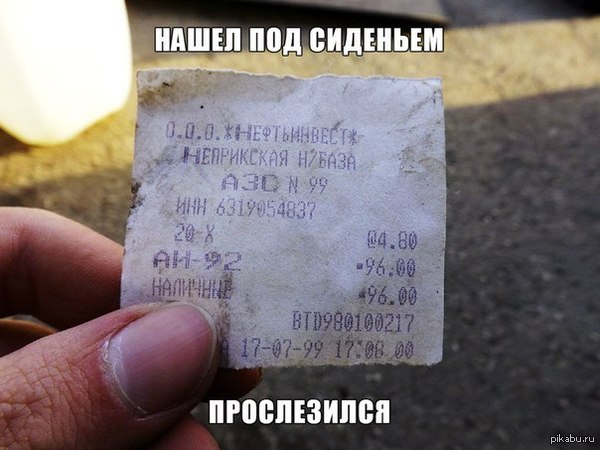 НАШЕЛ ПОД СИДЕНЬЕМ
О.О.О.*НЕФТЬИНВЕСТ*
НЕПРИКСКАЯ Н/БАЗА
АЗС N 99
ИНН 6319054837
20 X @4.80
АИ-92 =96.00
НАЛИЧНЫЕ =96.00
BTD980100217
17-07-99 17:08 00
ПРОСЛЕЗИЛСЯ
pikabu.ru